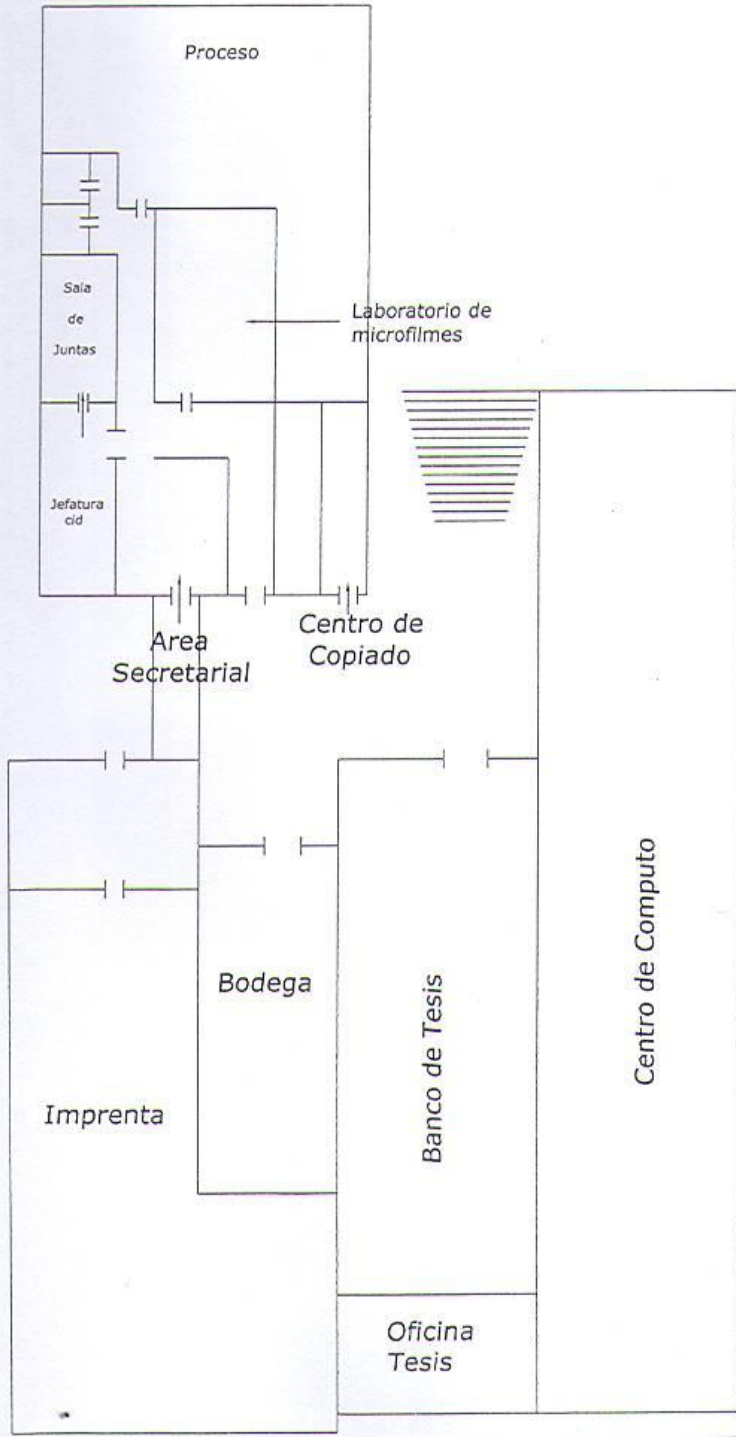 Proceso
Sala
de
Juntas
Laboratorio de
microfilmes
Jefatura
cid
Area
Secretarial
Centro de
Copiado
Bodega
Imprenta
Banco de Tesis
Centro de Computo
Oficina
Tesis